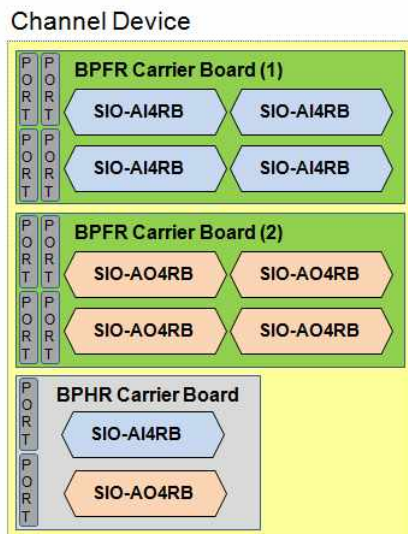 Channel Device
PORT PORT BPFR Carrier Board (1)
SIO-AI4RB SIO-AI4RB
PORT PORT
SIO-AI4RB SIO-AI4RB
PORT PORT BPFR Carrier Board (2)
SIO-AO4RB SIO-AO4RB
PORT PORT
SIO-AO4RB SIO-AO4RB
PORT BPHR Carrier Board
SIO-AI4RB
PORT
SIO-AO4RB